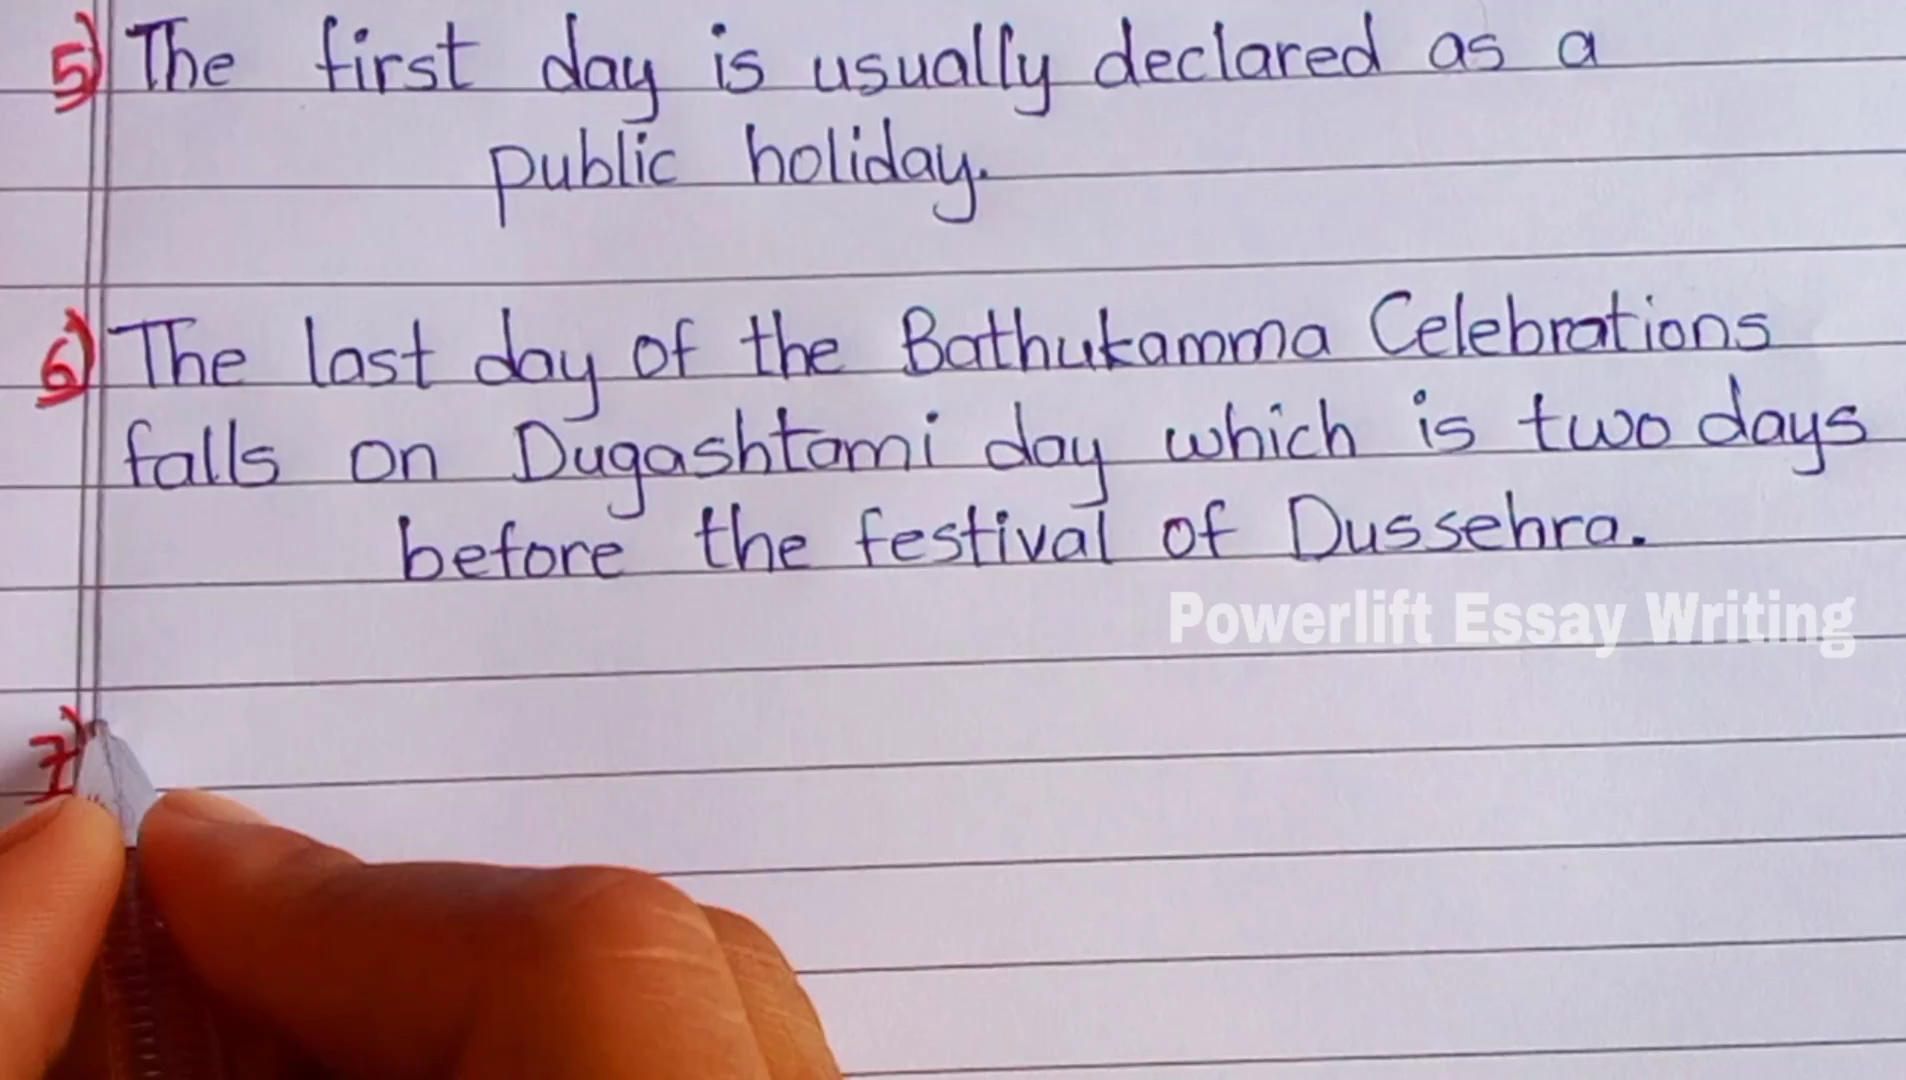 5) The first day is usually declared as a
public holiday.
6) The last day of the Bathukamma Celebrations
falls on Dugashtami day which is two days
before the festival of Dussehra.
Powerlift Essay Writing
7)